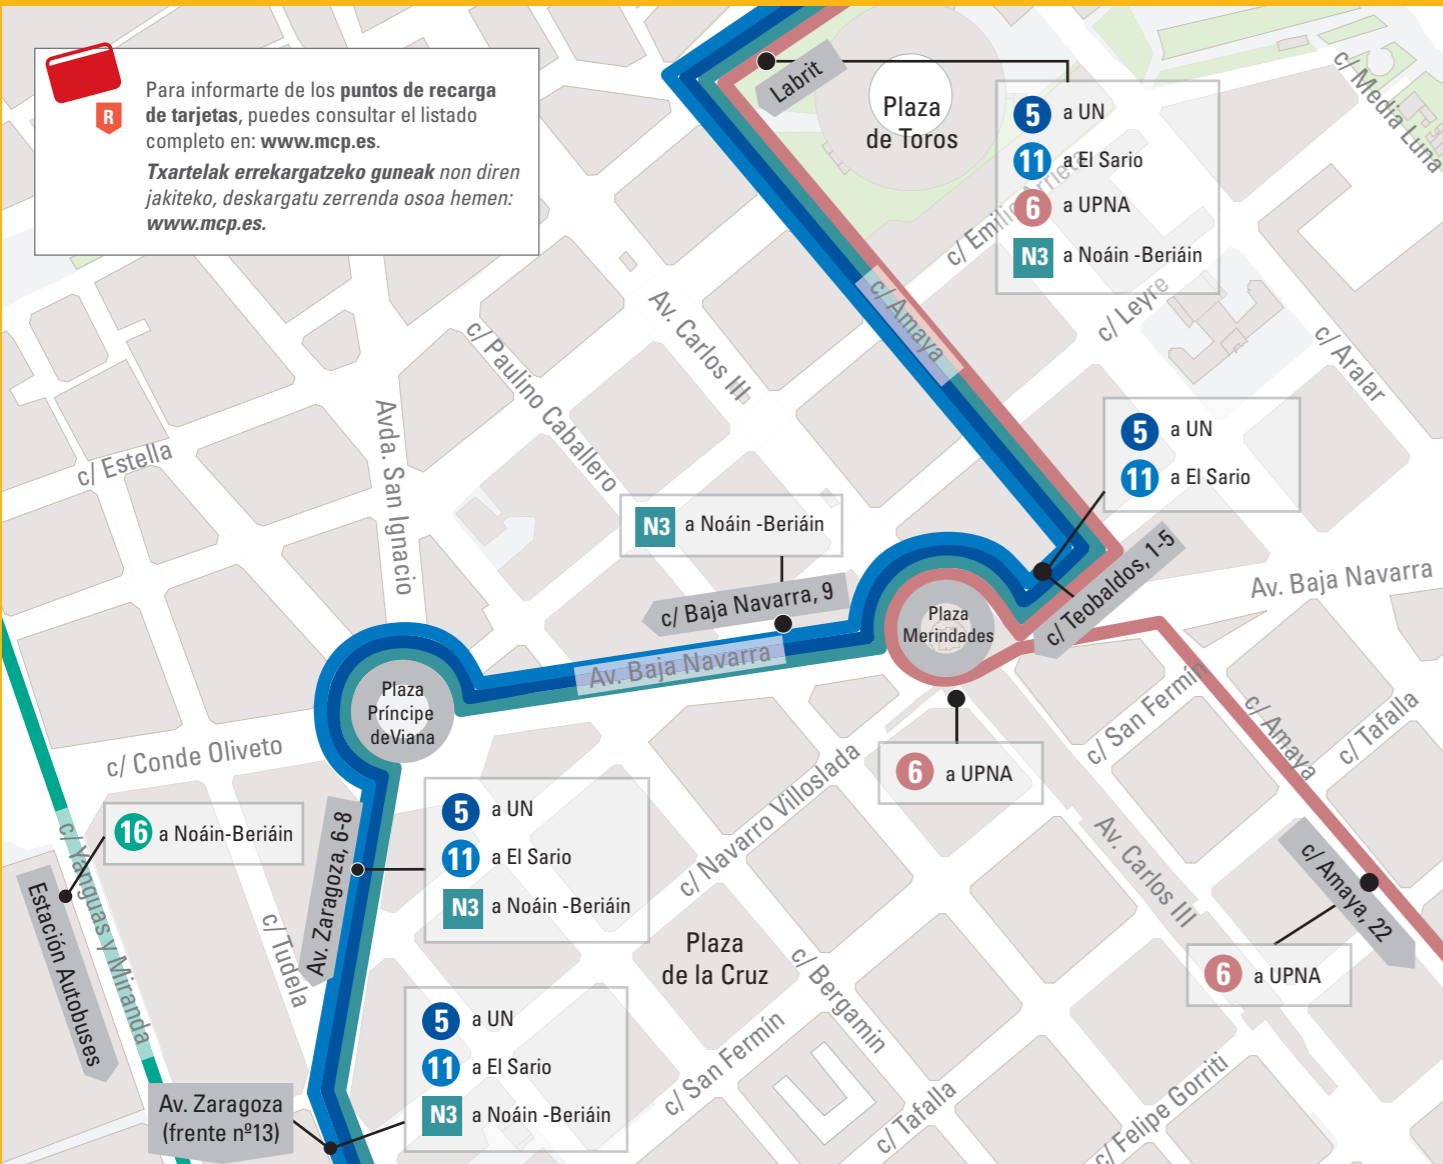 Para informarte de los puntos de recarga
de tarjetas, puedes consultar el listado
completo en: www.mcp.es.
Txartelak errekargatzeko guneak non diren
jakiteko, deskargatu zerrenda osoa hemen:
www.mcp.es.
R
Labrit
Plaza
de Toros
5 a UN
11 a El Sario
6 a UPNA
N3 a Noáin -Beriáin
c/ Media Luna
c/ Emilio Arrieta
c/ Leyre
c/ Aralar
c/ Amaya
Av. Carlos III
c/ Paulino Caballero
Avda. San Ignacio
c/ Estella
5 a UN
11 a El Sario
N3 a Noáin -Beriáin
c/ Baja Navarra, 9
c/ Teobaldos, 1-5
Av. Baja Navarra
Plaza
Merindades
Av. Baja Navarra
Plaza
Príncipe
deViana
c/ Conde Oliveto
c/ San Fermín
c/ Amaya
c/ Tafalla
6 a UPNA
c/ Navarro Villoslada
5 a UN
11 a El Sario
N3 a Noáin -Beriáin
Av. Zaragoza, 6-8
16 a Noáin-Beriáin
c/ Yanguas y Miranda
Estación Autobuses
c/ Tudela
Av. Carlos III
c/ Amaya, 22
6 a UPNA
Plaza
de la Cruz
c/ Bergamin
5 a UN
11 a El Sario
N3 a Noáin -Beriáin
Av. Zaragoza
(frente nº13)
c/ San Fermín
c/ Tafalla
c/ Felipe Gorriti